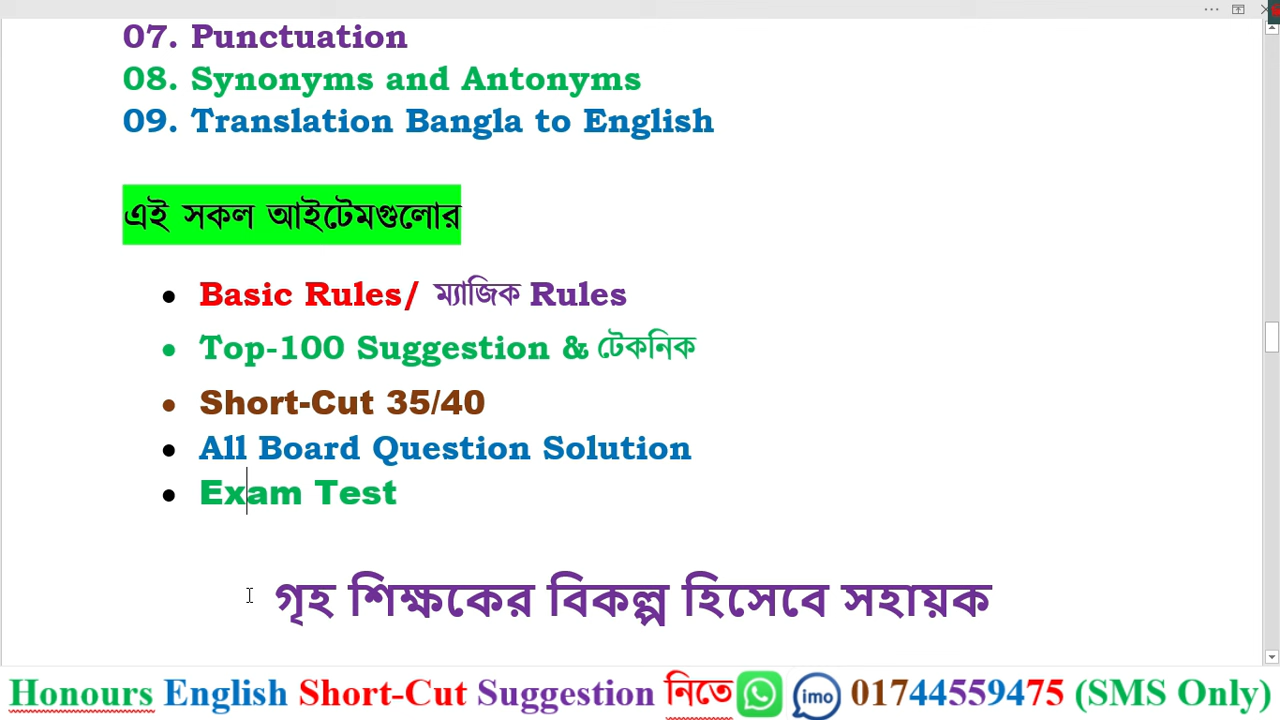 07. Punctuation
08. Synonyms and Antonyms
09. Translation Bangla to English
এই সকল আইটেমগুলোর
• Basic Rules/ ম্যাজিক Rules
• Top-100 Suggestion & টেকনিক
• Short-Cut 35/40
• All Board Question Solution
• Exam Test
গৃহ শিক্ষকের বিকল্প হিসেবে সহায়ক
Honours English Short-Cut Suggestion নিতে imo 01744559475 (SMS Only)